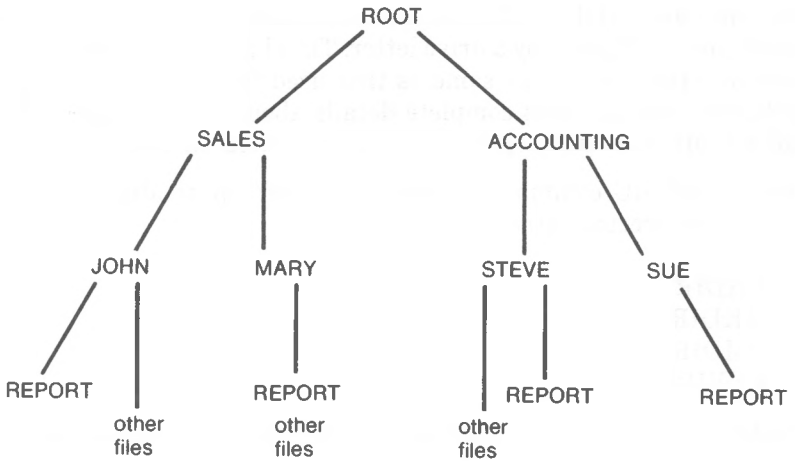 ROOT
SALES
ACCOUNTING
JOHN
MARY
STEVE
SUE
REPORT
REPORT
REPORT
REPORT
other
files
other
files
other
files